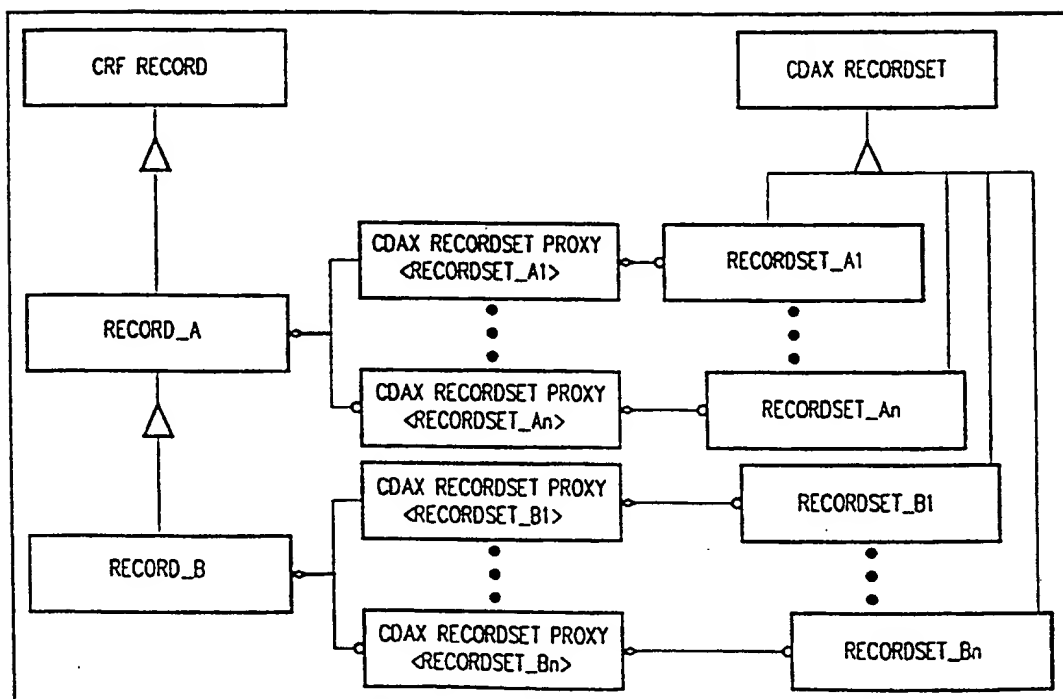 CRF RECORD
CDAX RECORDSET
CDAX RECORDSET PROXY
<RECORDSET_A1>
RECORDSET_A1
RECORD_A
CDAX RECORDSET PROXY
<RECORDSET_An>
RECORDSET_An
CDAX RECORDSET PROXY
<RECORDSET_B1>
RECORDSET_B1
RECORD_B
CDAX RECORDSET PROXY
<RECORDSET_Bn>
RECORDSET_Bn